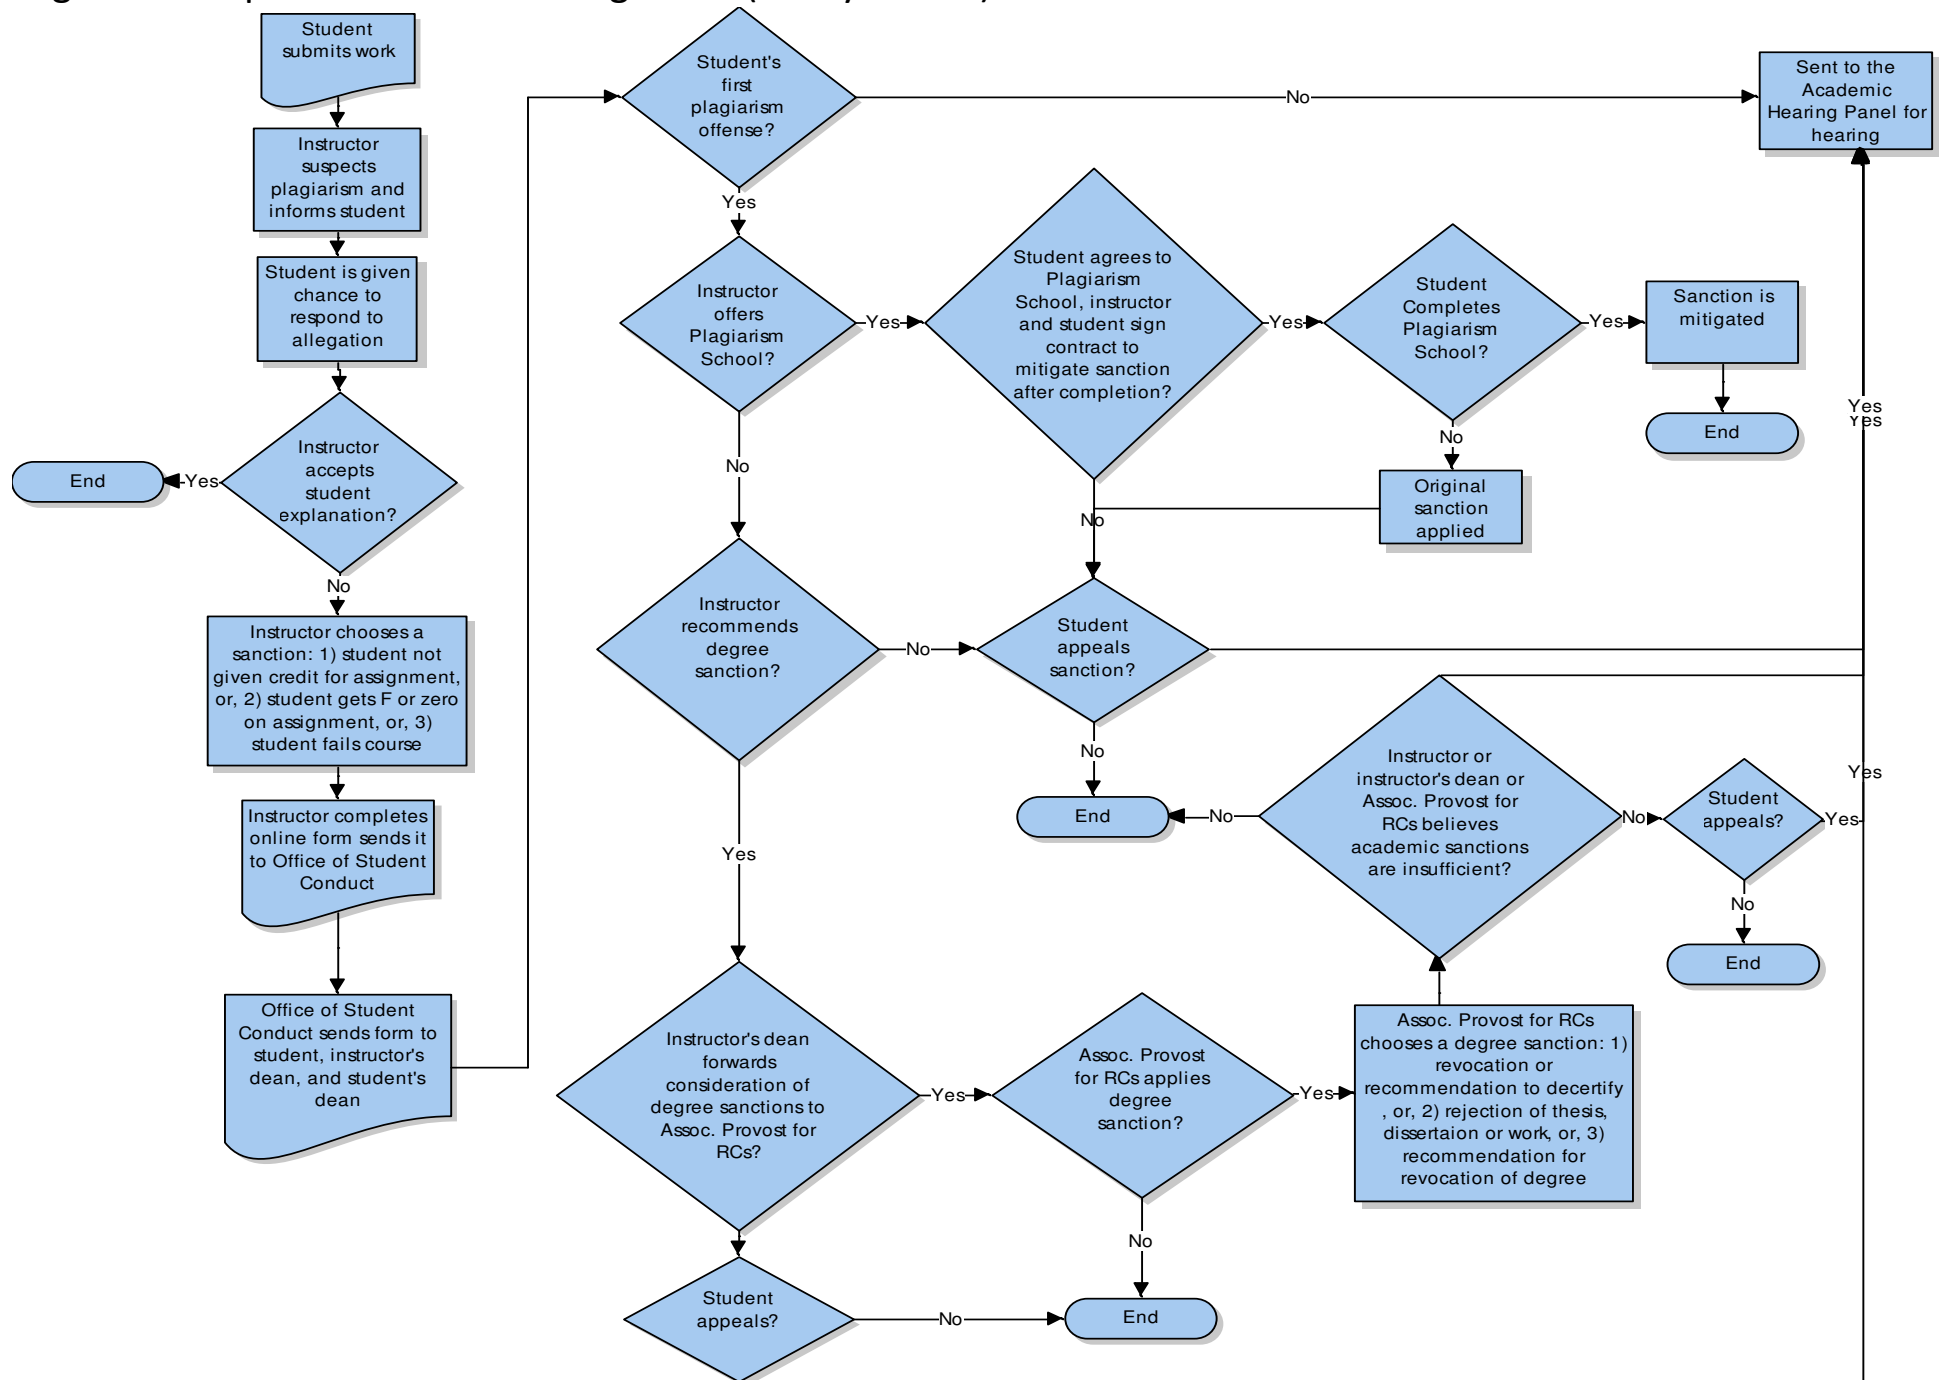 Student
submits work
Instructor
suspects
plagiarism and
informs student
Student is given
chance to
respond to
allegation
Instructor
accepts
student
explanation?
Yes
End
No
Instructor chooses a
sanction: 1) student not
given credit for assignment,
or, 2) student gets F or zero
on assignment, or, 3)
student fails course
Instructor completes
online form sends it
to Office of Student
Conduct
Office of Student
Conduct sends form to
student, instructor's
dean, and student's
dean
Student's
first
plagiarism
offense?
No
Sent to the
Academic
Hearing Panel for
hearing
Yes
Instructor
offers
Plagiarism
School?
Yes
Student agrees to
Plagiarism
School, instructor
and student sign
contract to
mitigate sanction
after completion?
Yes
Student
Completes
Plagiarism
School?
Yes
Sanction is
mitigated
End
No
Original
sanction
applied
No
No
Instructor
recommends
degree
sanction?
No
Student
appeals
sanction?
Yes
Yes
No
End
No
Instructor or
instructor's dean or
Assoc. Provost for
RCs believes
academic sanctions
are insufficient?
No
Student
appeals?
Yes
Yes
No
End
Yes
Instructor's dean
forwards
consideration of
degree sanctions to
Assoc. Provost for
RCs?
Yes
Assoc. Provost
for RCs applies
degree
sanction?
Yes
Assoc. Provost for RCs
chooses a degree sanction: 1)
revocation or
recommendation to decertify
, or, 2) rejection of thesis,
dissertaion or work, or, 3)
recommendation for
revocation of degree
No
Student
appeals?
No
End